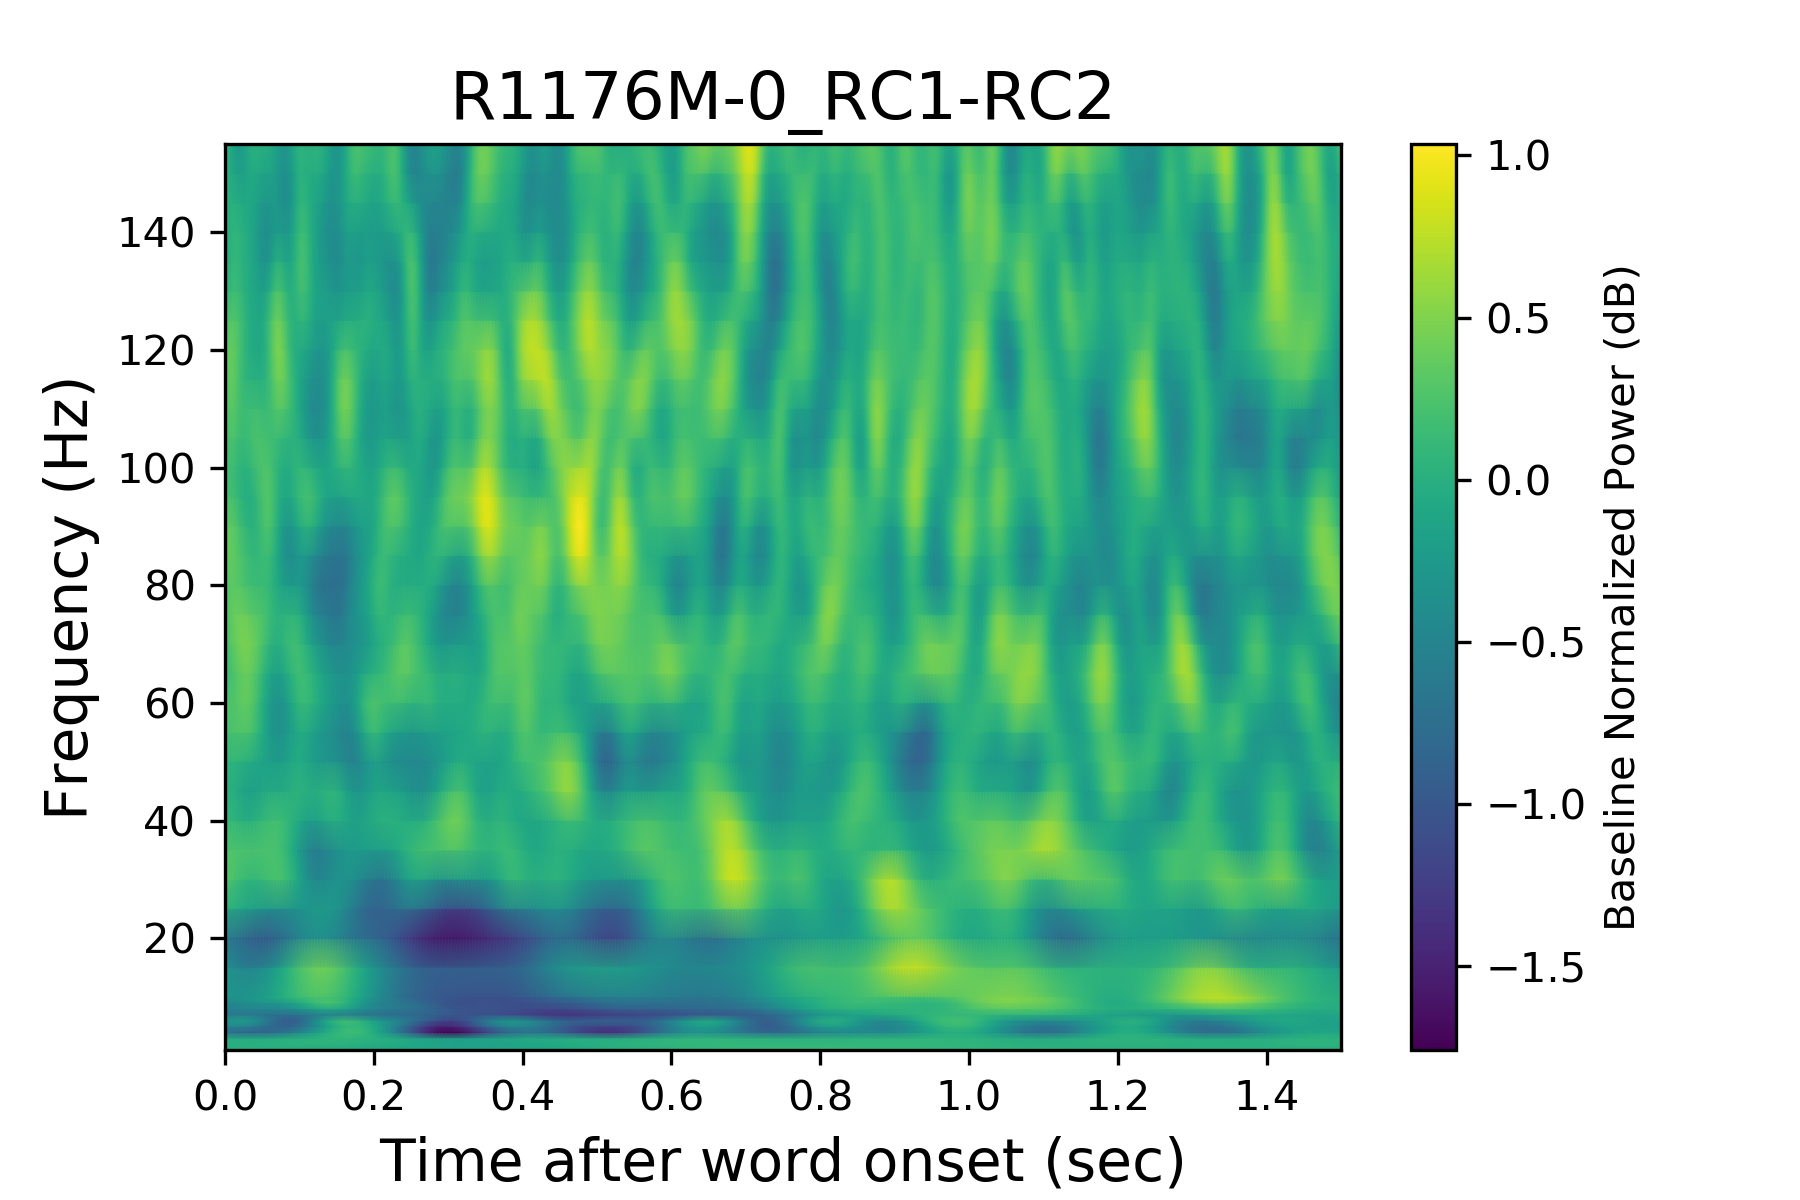 R1176M-0_RC1-RC2
Frequency (Hz)
140
120
100
80
60
40
20
0.0 0.2 0.4 0.6 0.8 1.0 1.2 1.4
Time after word onset (sec)
1.0
0.5
0.0
−0.5
−1.0
−1.5
Baseline Normalized Power (dB)